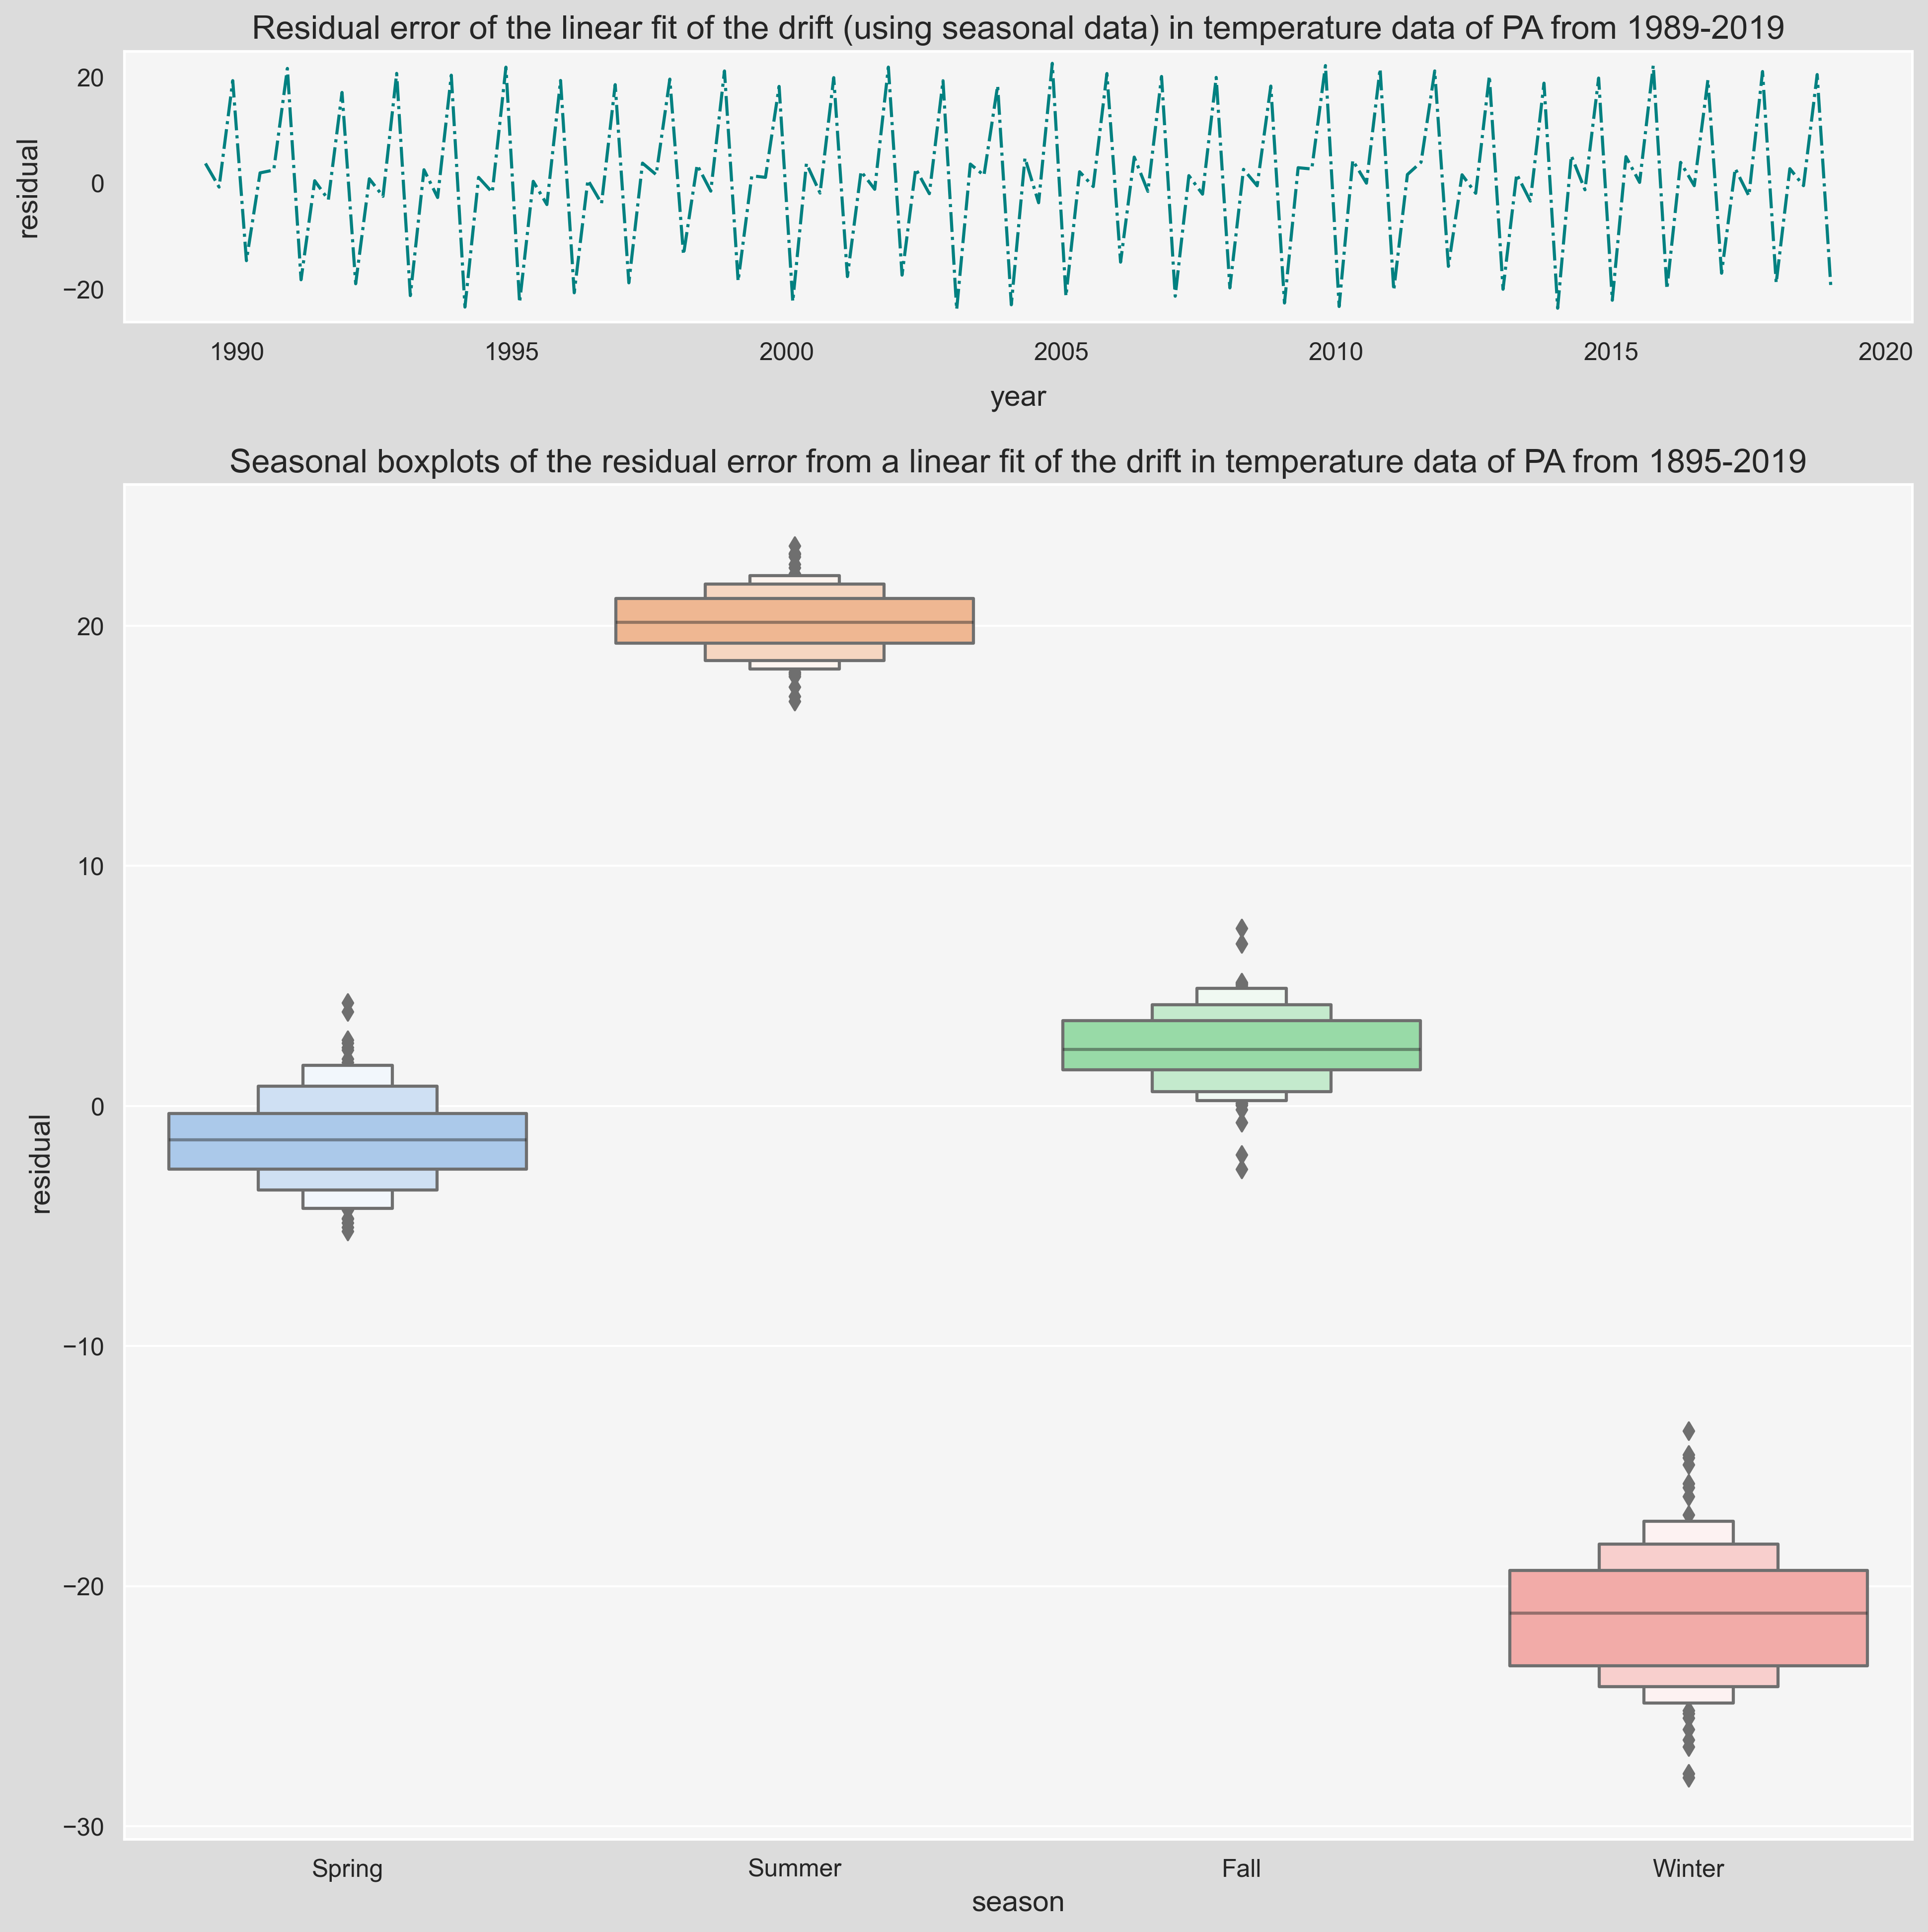 Residual error of the linear fit of the drift (using seasonal data) in temperature data of PA from 1989-2019
20
0
−20
residual
1990 1995 2000 2005 2010 2015 2020
year
Seasonal boxplots of the residual error from a linear fit of the drift in temperature data of PA from 1895-2019
20
10
0
−10
−20
−30
residual
Spring Summer Fall Winter
season